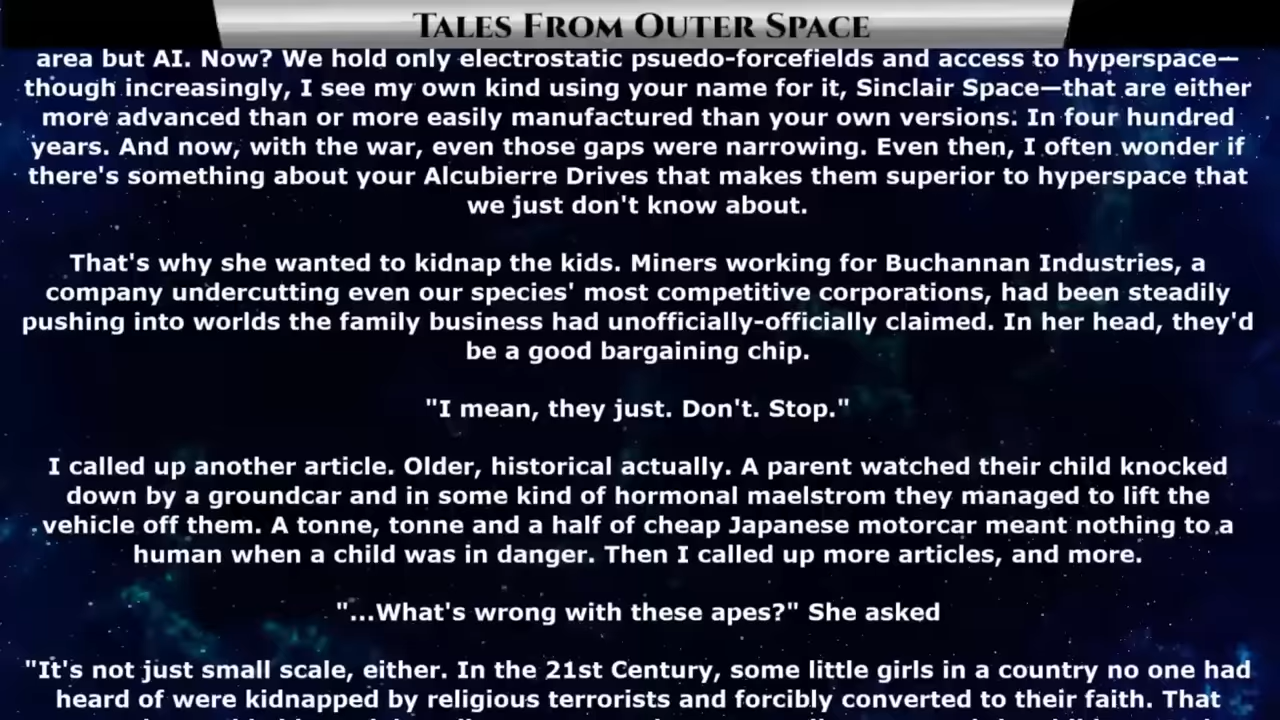 Tales From Outer Space
area but AI. Now? We hold only electrostatic psuedo-forcefields and access to hyperspace—
though increasingly, I see my own kind using your name for it, Sinclair Space—that are either
more advanced than or more easily manufactured than your own versions. In four hundred
years. And now, with the war, even those gaps were narrowing. Even then, I often wonder if
there's something about your Alcubierre Drives that makes them superior to hyperspace that
we just don't know about.
That's why she wanted to kidnap the kids. Miners working for Buchannan Industries, a
company undercutting even our species' most competitive corporations, had been steadily
pushing into worlds the family business had unofficially-officially claimed. In her head, they'd
be a good bargaining chip.
"I mean, they just. Don't. Stop."
I called up another article. Older, historical actually. A parent watched their child knocked
down by a groundcar and in some kind of hormonal maelstrom they managed to lift the
vehicle off them. A tonne, tonne and a half of cheap Japanese motorcar meant nothing to a
human when a child was in danger. Then I called up more articles, and more.
"...What's wrong with these apes?" She asked
"It's not just small scale, either. In the 21st Century, some little girls in a country no one had
heard of were kidnapped by religious terrorists and forcibly converted to their faith. That